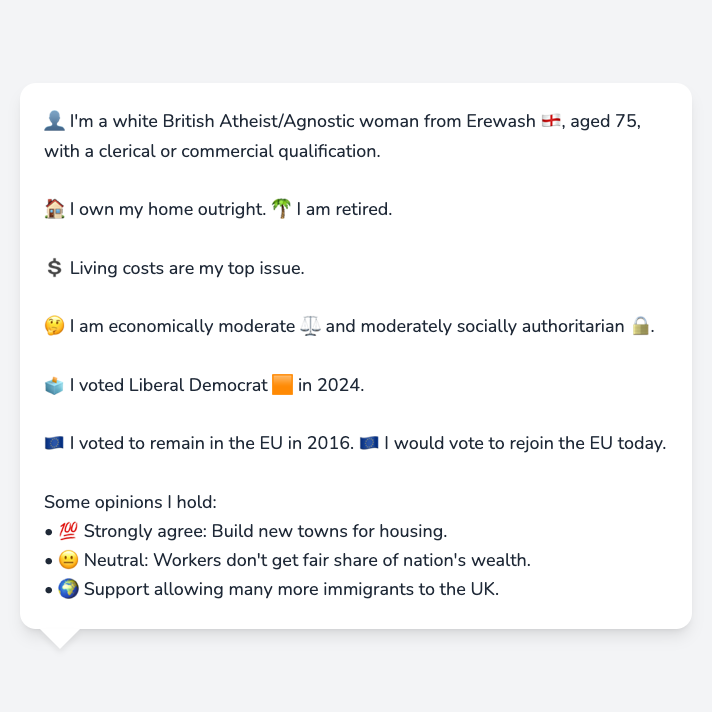 👤 I'm a white British Atheist/Agnostic woman from Erewash 🏴󠁧󠁢󠁥󠁮󠁧󠁿, aged 75,
with a clerical or commercial qualification.
🏠 I own my home outright. 🌴 I am retired.
💲 Living costs are my top issue.
🤔 I am economically moderate ⚖️ and moderately socially authoritarian 🔒.
🗳️ I voted Liberal Democrat 🟧 in 2024.
🇪🇺 I voted to remain in the EU in 2016. 🇪🇺 I would vote to rejoin the EU today.
Some opinions I hold:
• 💯 Strongly agree: Build new towns for housing.
• 😐 Neutral: Workers don't get fair share of nation's wealth.
• 🌍 Support allowing many more immigrants to the UK.